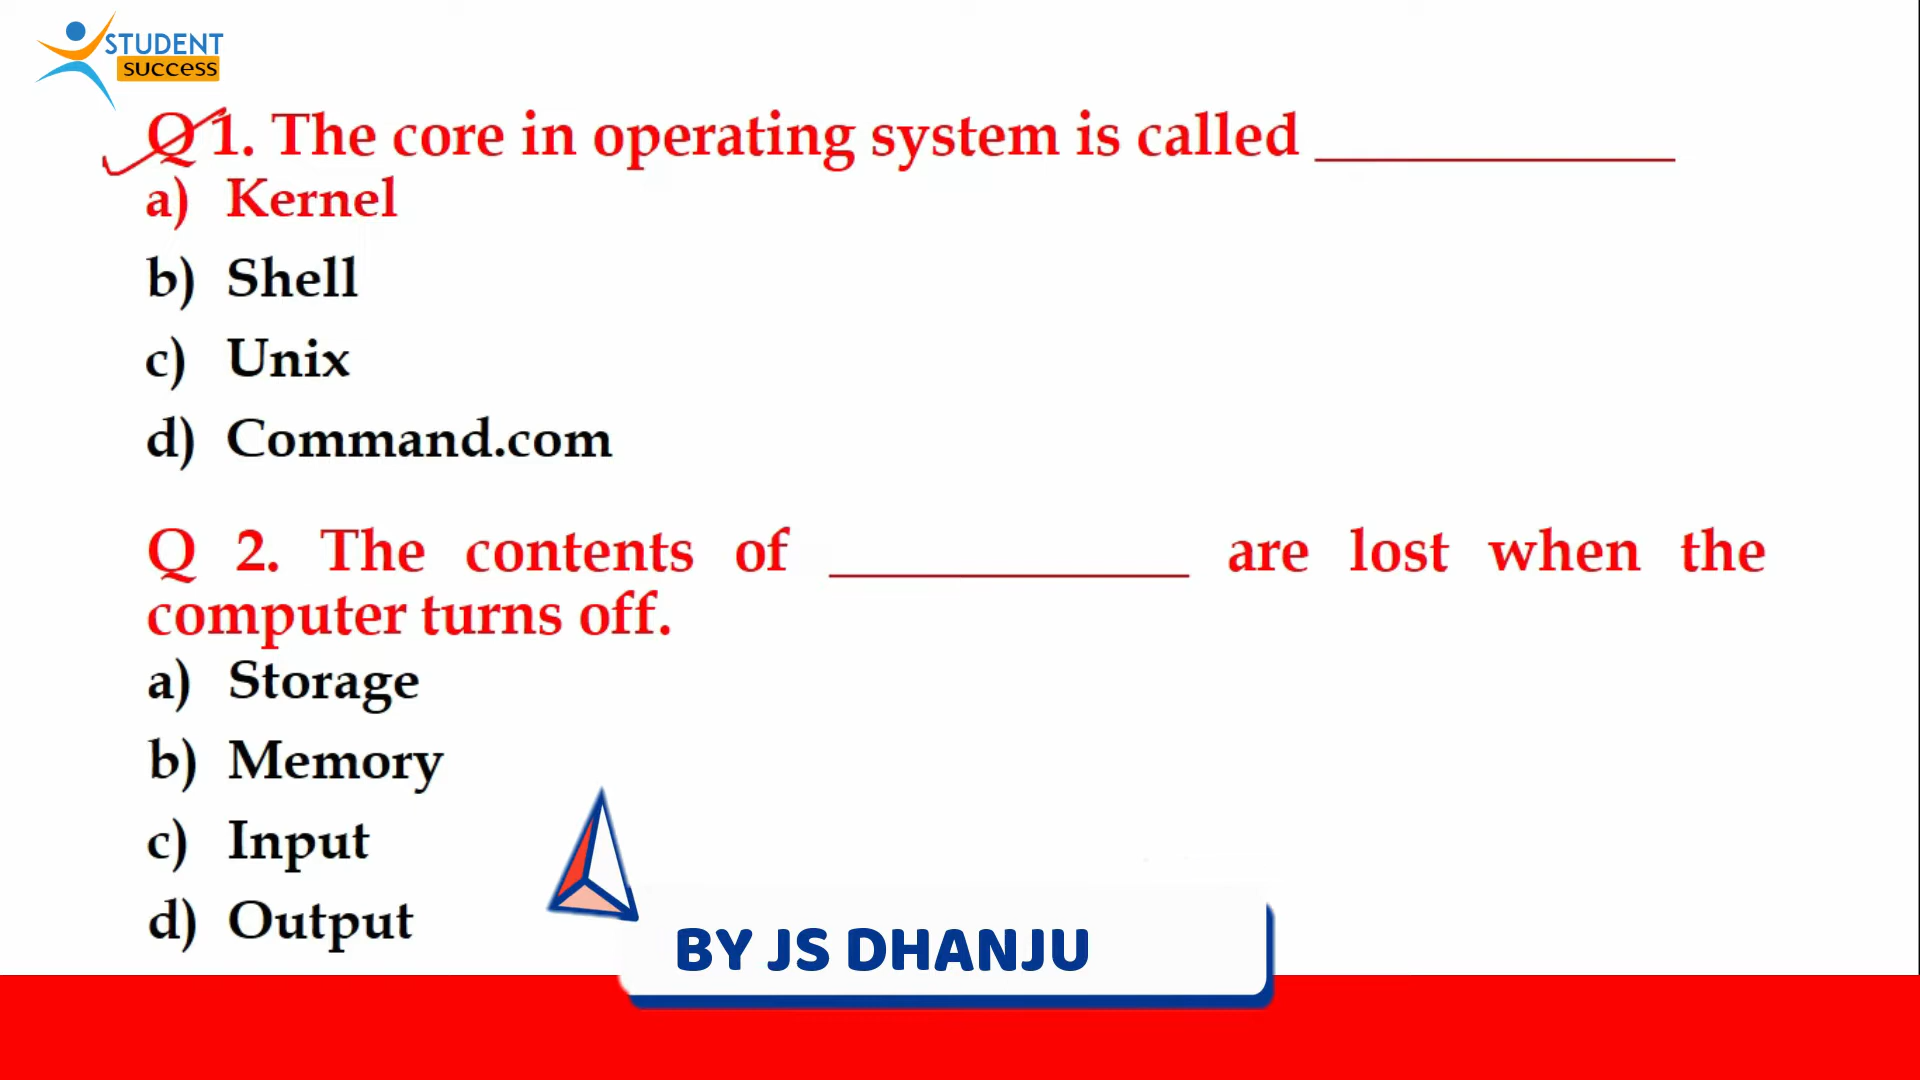 STUDENT
SUCCESS
Q 1. The core in operating system is called ____________
a) Kernel
b) Shell
c) Unix
d) Command.com
Q 2. The contents of ____________ are lost when the
computer turns off.
a) Storage
b) Memory
c) Input
d) Output
BY JS DHANJU